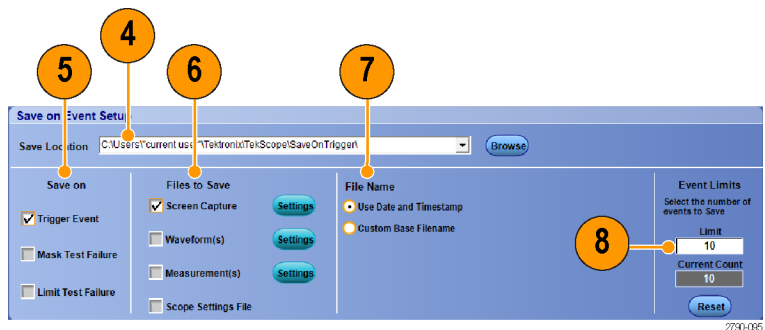 4
5
6
7
Save on Event Setup
Save Location
C:\Users\"current user"\Tektronix\TekScope\SaveOnTrigger\
Browse
Save on
Trigger Event
Mask Test Failure
Limit Test Failure
Files to Save
Screen Capture
Settings
Waveform(s)
Settings
Measurement(s)
Settings
Scope Settings File
File Name
Use Date and Timestamp
Custom Base Filename
8
Event Limits
Select the number of
events to Save
Limit
10
Current Count
10
Reset
2790-095